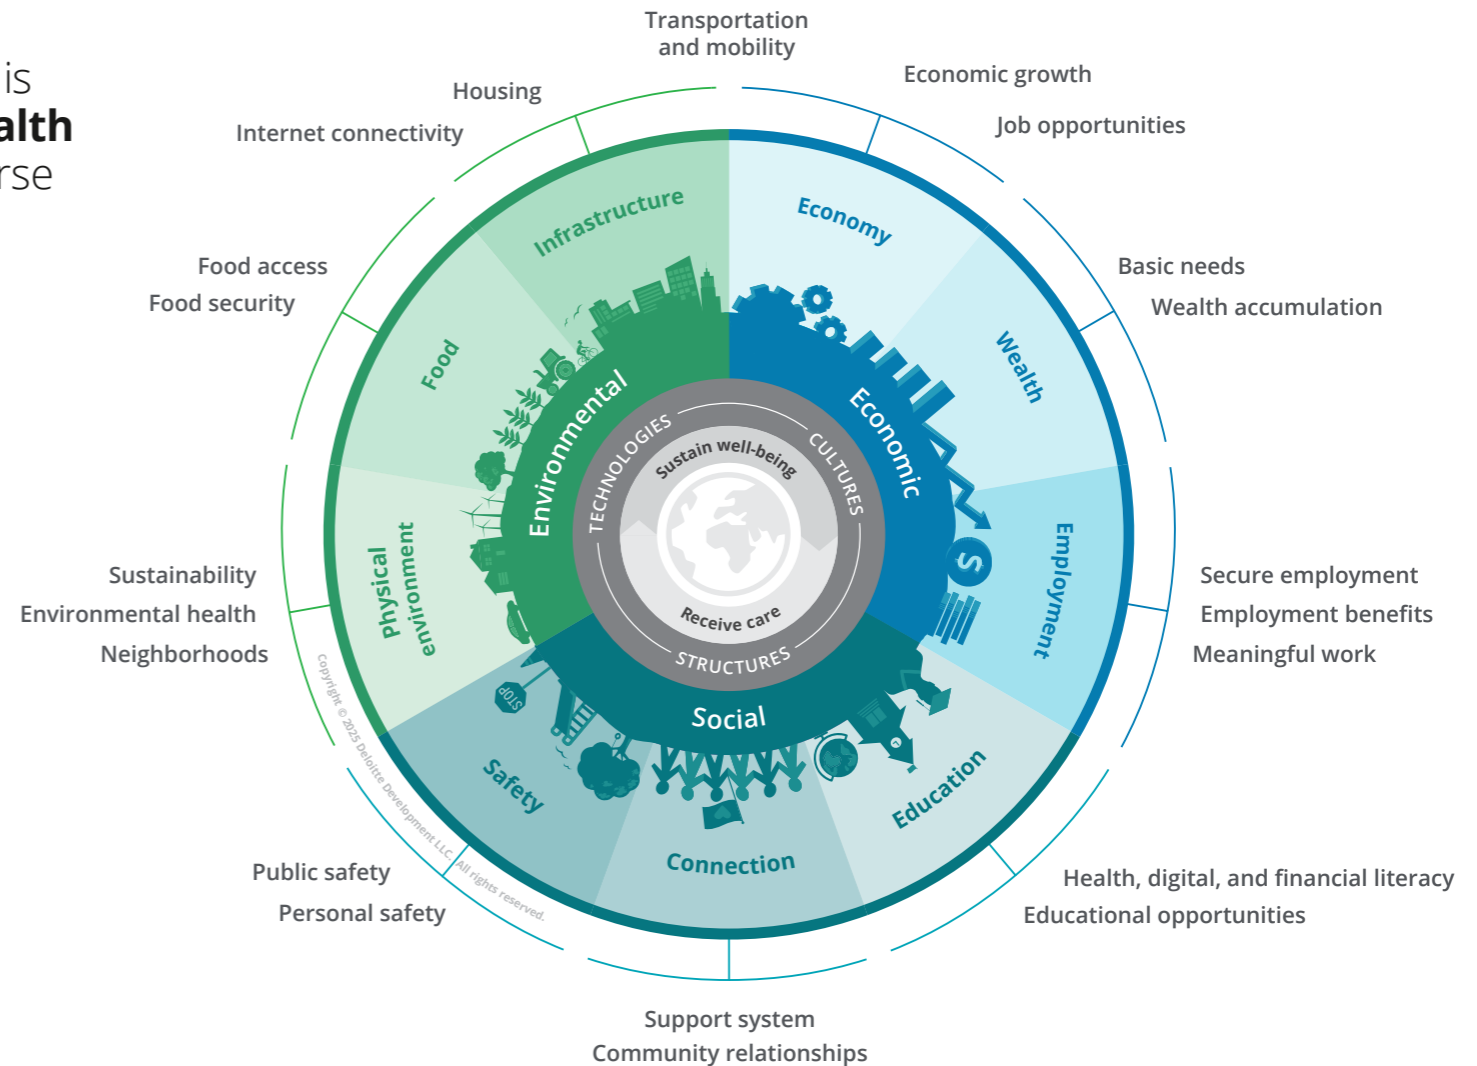 is
alth
rse
Transportation
and mobility
Housing
Internet connectivity
Economic growth
Job opportunities
Food access
Food security
Basic needs
Wealth accumulation
Sustainability
Environmental health
Neighborhoods
Secure employment
Employment benefits
Meaningful work
Public safety
Personal safety
Health, digital, and financial literacy
Educational opportunities
Support system
Community relationships
Infrastructure
Economy
Food
Wealth
Physical
environment
Employment
Safety
Connection
Education
Environmental
Economic
Social
TECHNOLOGIES
CULTURES
STRUCTURES
Sustain well-being
Receive care
STOP
$
Copyright © 2025 Deloitte Development LLC. All rights reserved.